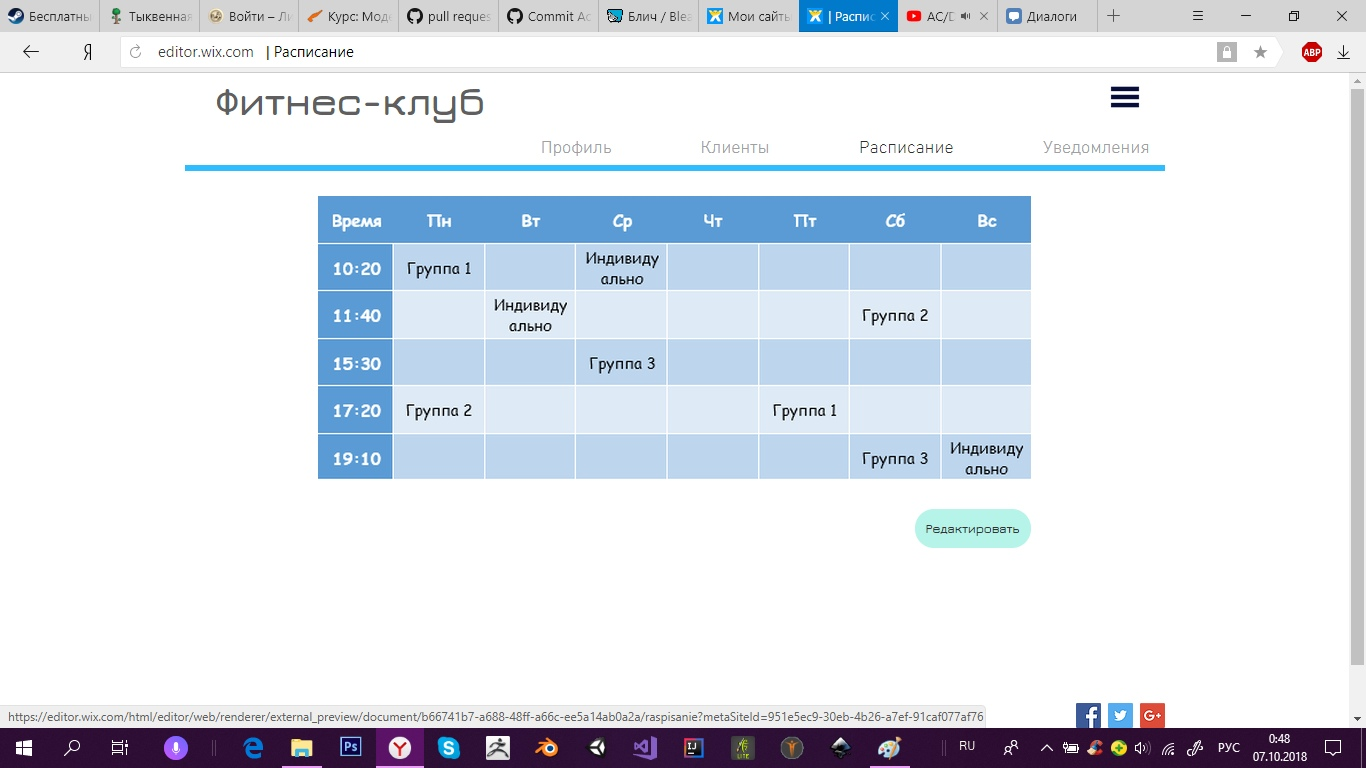 Бесплатны Тыквенная Войти – Ли Курс: Мод pull reques Commit Ac Блич / Blea Мои сайты | Распис AC/D Диалоги
Я editor.wix.com | Расписание ABP
Фитнес-клуб
Профиль Клиенты Расписание Уведомления
Время Пн Вт Ср Чт Пт Сб Вс
10:20 Группа 1 Индивиду
ально
11:40 Индивиду
ально Группа 2
15:30 Группа 3
17:20 Группа 2 Группа 1
19:10 Группа 3 Индивиду
ально
Редактировать
https://editor.wix.com/html/editor/web/renderer/external_preview/document/b66741b7-a688-48ff-a66c-ee5a14ab0a2a/raspisanie?metaSiteId=951e5ec9-30eb-4b26-a7ef-91caf077af76
RU РУС 0:48
07.10.2018